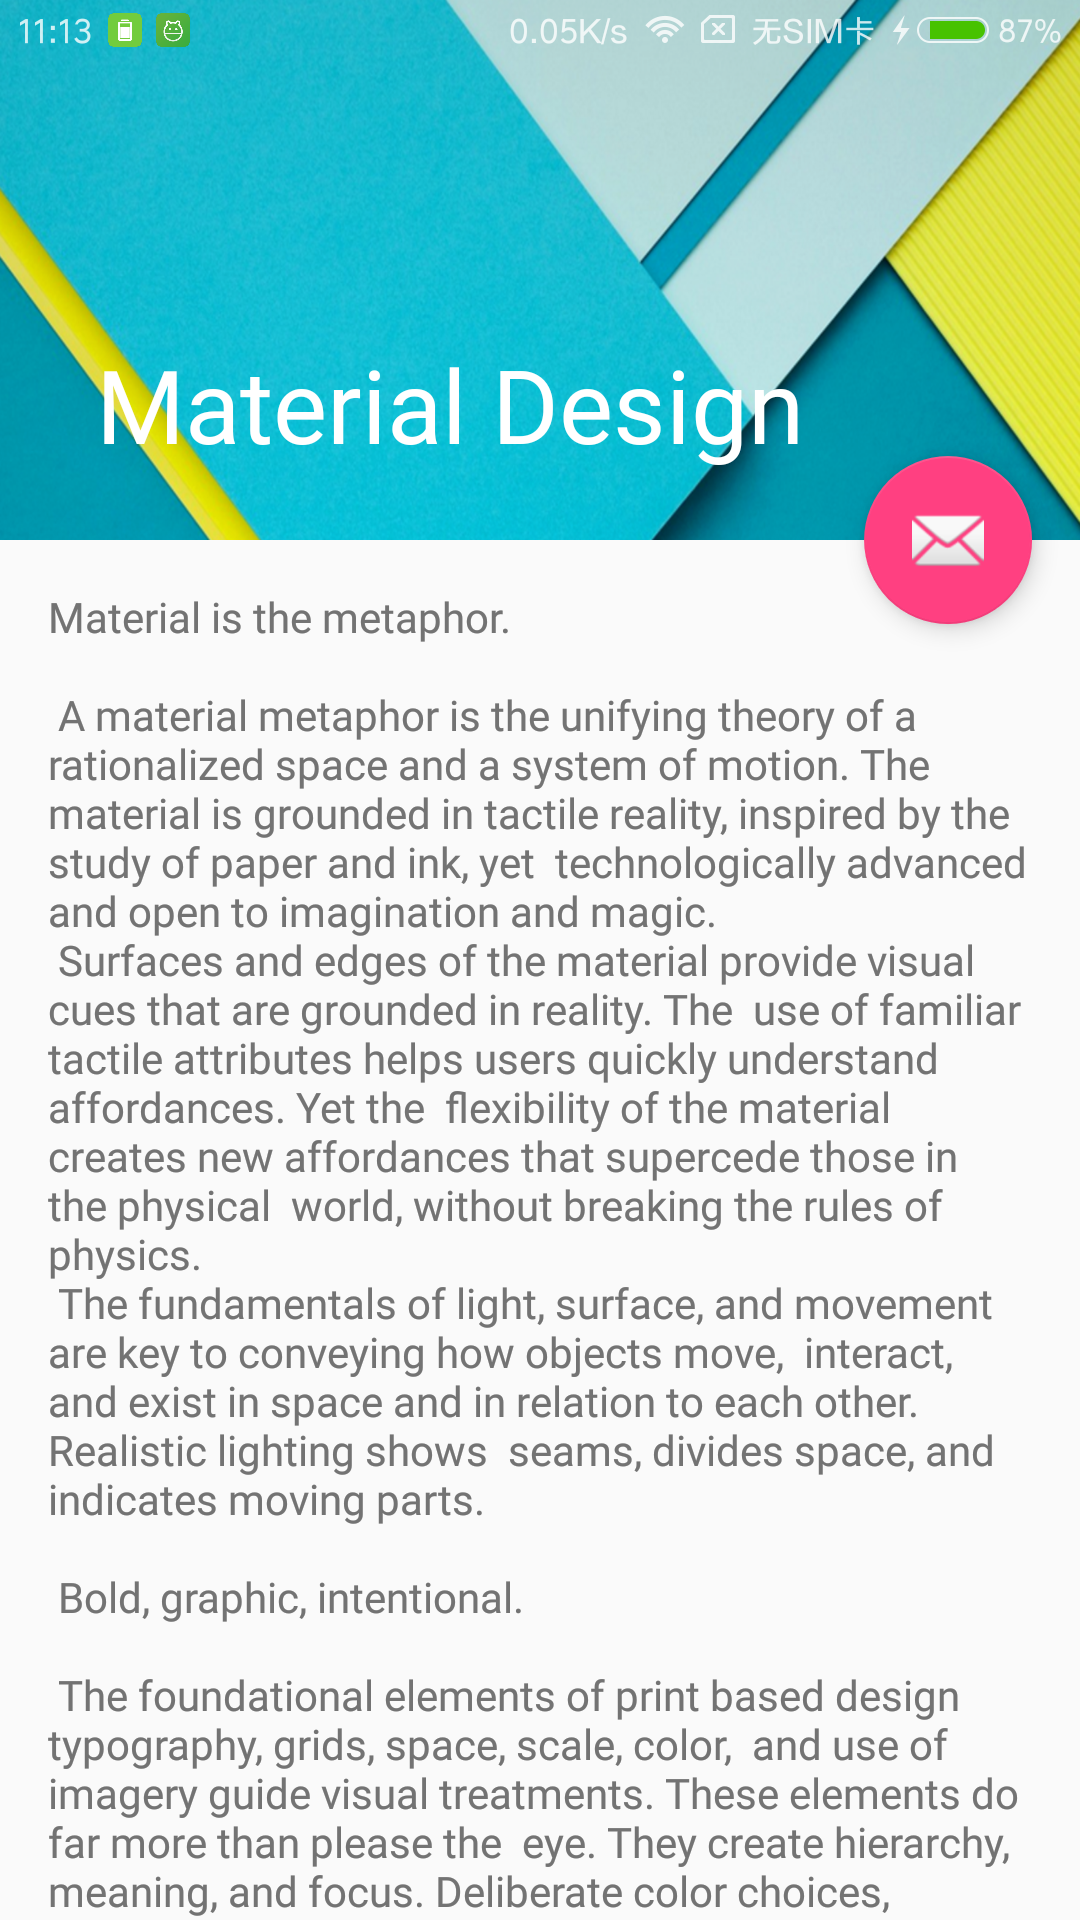 11:13 0.05K/s 无SIM卡 87%
Material Design
Material is the metaphor.
A material metaphor is the unifying theory of a
rationalized space and a system of motion. The
material is grounded in tactile reality, inspired by the
study of paper and ink, yet  technologically advanced
and open to imagination and magic.
Surfaces and edges of the material provide visual
cues that are grounded in reality. The  use of familiar
tactile attributes helps users quickly understand
affordances. Yet the  flexibility of the material
creates new affordances that supercede those in
the physical  world, without breaking the rules of
physics.
The fundamentals of light, surface, and movement
are key to conveying how objects move,  interact,
and exist in space and in relation to each other.
Realistic lighting shows  seams, divides space, and
indicates moving parts.
Bold, graphic, intentional.
The foundational elements of print based design
typography, grids, space, scale, color,  and use of
imagery guide visual treatments. These elements do
far more than please the  eye. They create hierarchy,
meaning, and focus. Deliberate color choices,